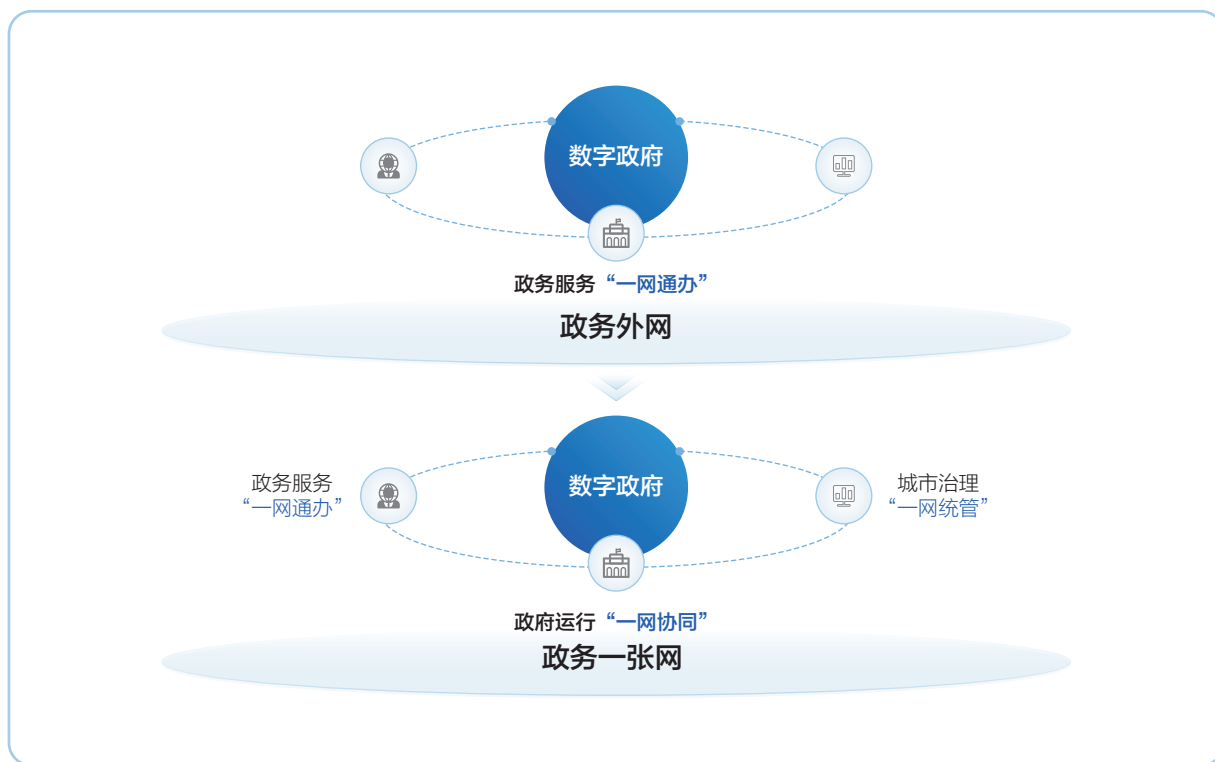 数字政府
政务服务“一网通办”
政务外网
数字政府
政务服务
“一网通办”
城市治理
“一网统管”
政府运行“一网协同”
政务一张网